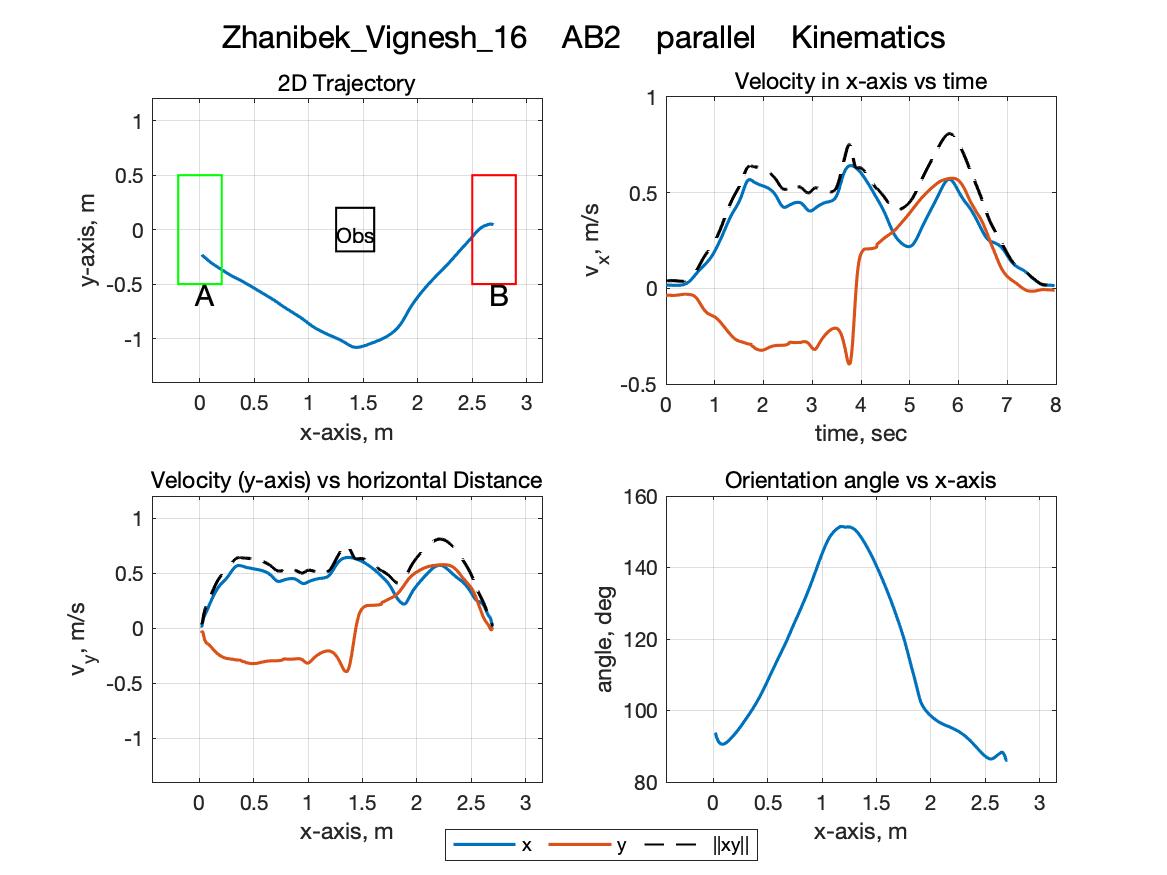 Zhanibek_Vignesh_16 AB2 parallel Kinematics
2D Trajectory
1
0.5
0
-0.5
-1
y-axis, m
Obs
A
B
0 0.5 1 1.5 2 2.5 3
x-axis, m
Velocity in x-axis vs time
1
0.5
0
-0.5
vx, m/s
0 1 2 3 4 5 6 7 8
time, sec
Velocity (y-axis) vs horizontal Distance
1
0.5
0
-0.5
-1
vy, m/s
0 0.5 1 1.5 2 2.5 3
x-axis, m
Orientation angle vs x-axis
160
140
120
100
80
angle, deg
0 0.5 1 1.5 2 2.5 3
x-axis, m
x y ||xy||